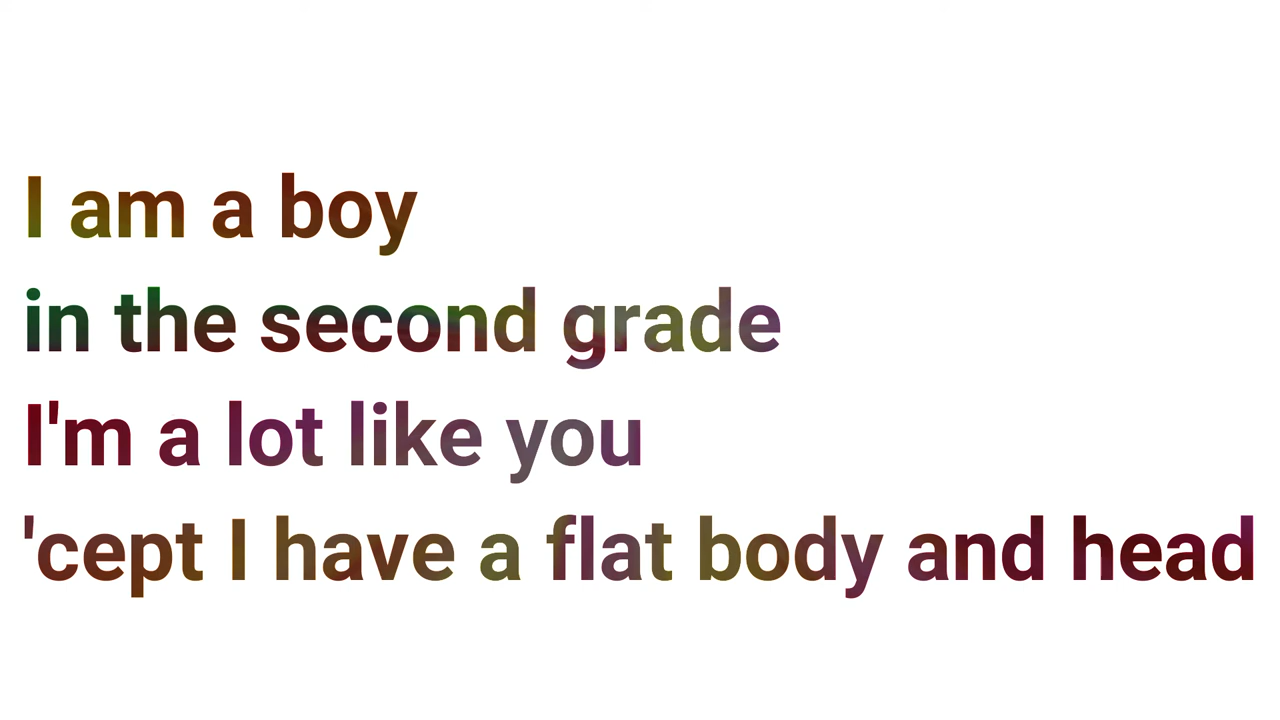 I am a boy
in the second grade
I'm a lot like you
'cept I have a flat body and head